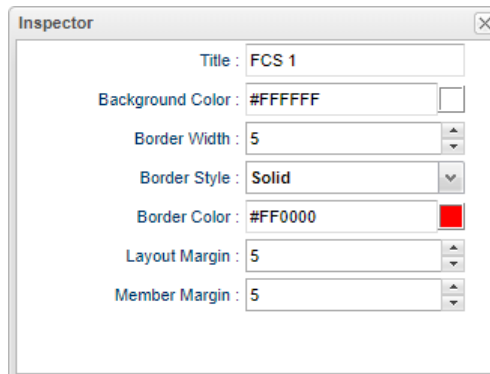 Inspector
Title : FCS 1
Background Color : #FFFFFF
Border Width : 5
Border Style : Solid
Border Color : #FF0000
Layout Margin : 5
Member Margin : 5